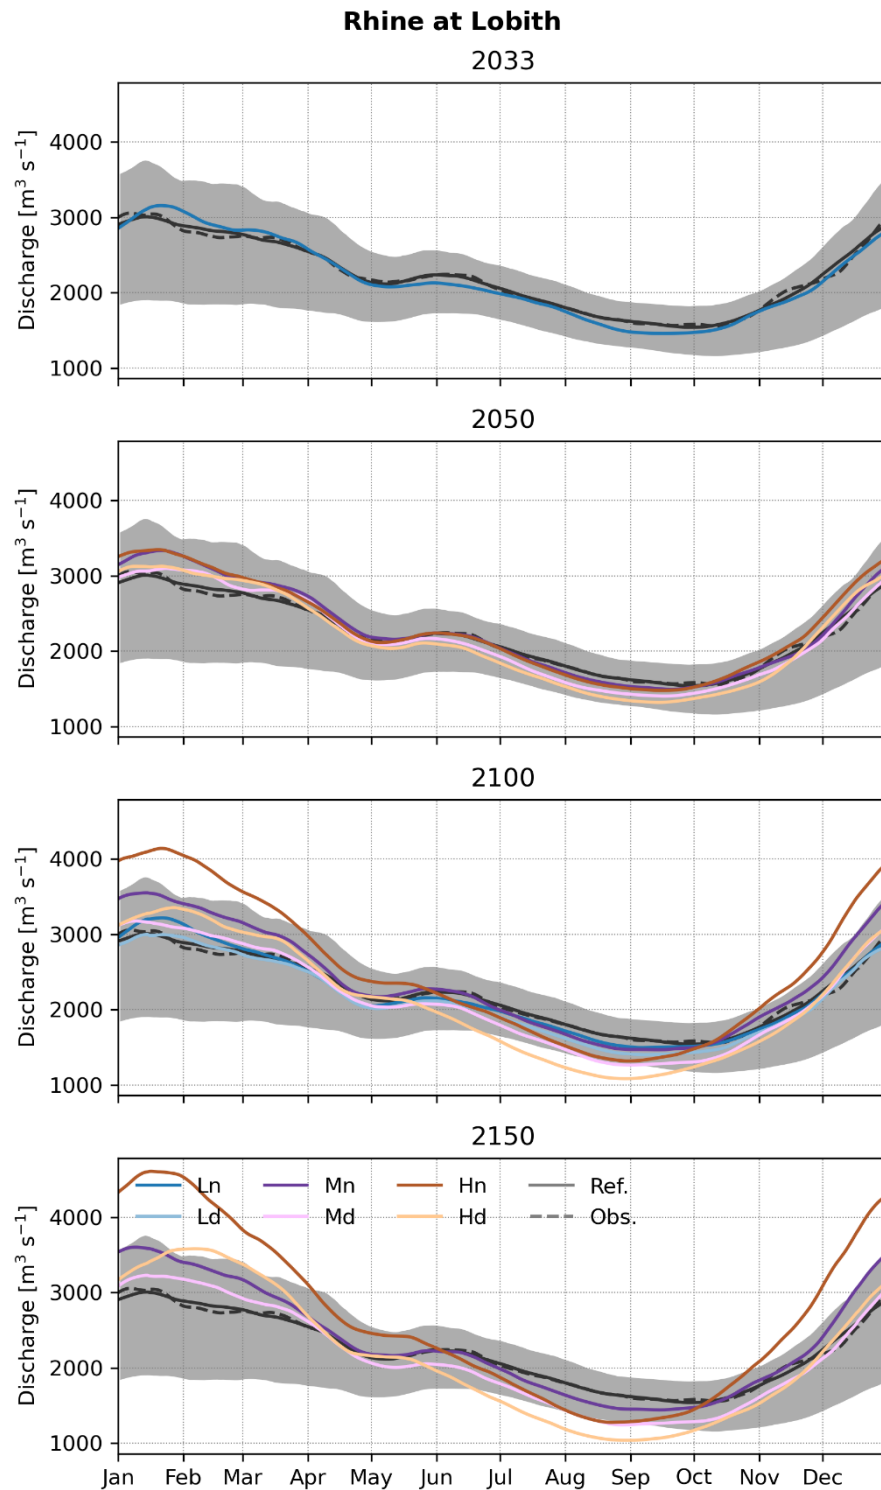 Rhine at Lobith
2033
4000
3000
2000
1000
Discharge [m³ s⁻¹]
2050
4000
3000
2000
1000
Discharge [m³ s⁻¹]
2100
4000
3000
2000
1000
Discharge [m³ s⁻¹]
2150
Ln Mn Hn Ref.
Ld Md Hd Obs.
4000
3000
2000
1000
Discharge [m³ s⁻¹]
Jan Feb Mar Apr May Jun Jul Aug Sep Oct Nov Dec